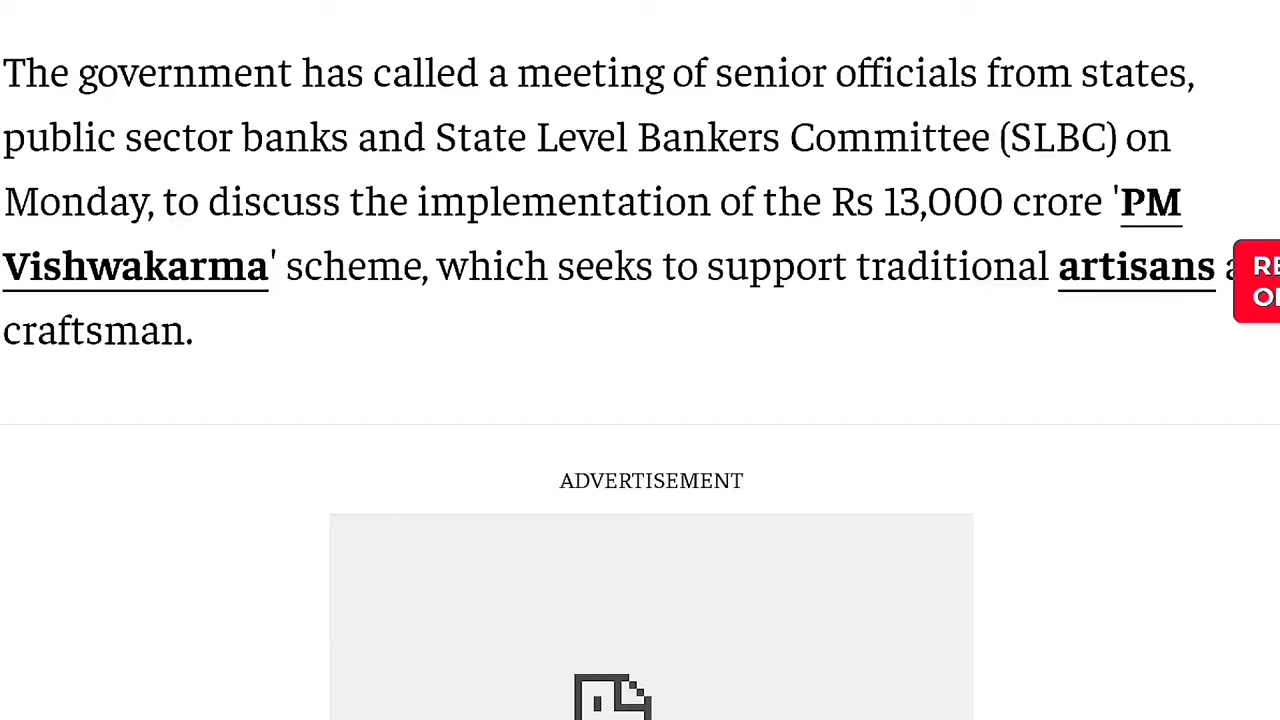 The government has called a meeting of senior officials from states,
public sector banks and State Level Bankers Committee (SLBC) on
Monday, to discuss the implementation of the Rs 13,000 crore 'PM
Vishwakarma' scheme, which seeks to support traditional artisans
craftsman.
ADVERTISEMENT